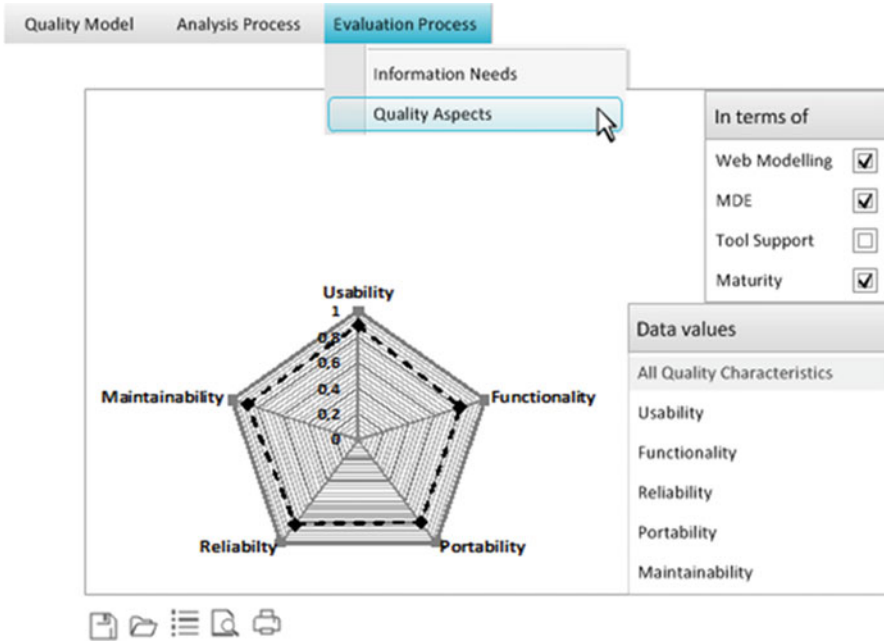 Quality Model Analysis Process Evaluation Process
Information Needs
Quality Aspects
In terms of
Web Modelling
MDE
Tool Support
Maturity
Usability
1
0,8
0,6
0,4
0,2
0
Maintainability
Functionality
Reliabilty
Portability
Data values
All Quality Characteristics
Usability
Functionality
Reliability
Portability
Maintainability